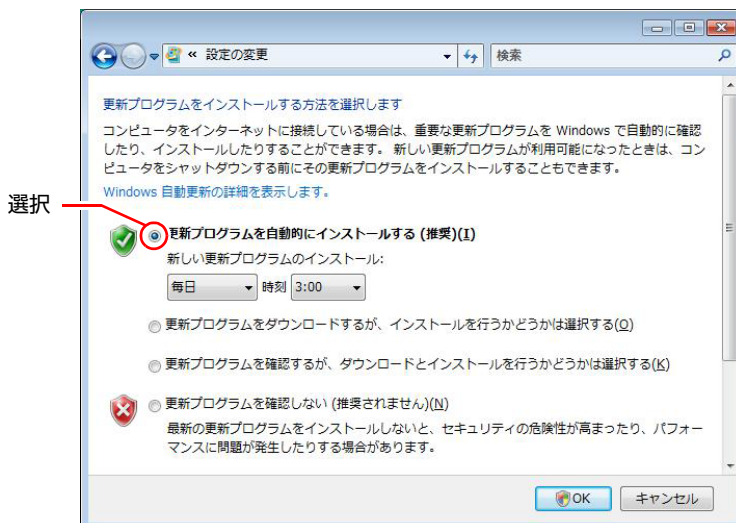 « 設定の変更
検索
更新プログラムをインストールする方法を選択します
コンピュータをインターネットに接続している場合は、重要な更新プログラムを Windows で自動的に確認
したり、インストールしたりすることができます。 新しい更新プログラムが利用可能になったときは、コン
ピュータをシャットダウンする前にその更新プログラムをインストールすることもできます。
Windows 自動更新の詳細を表示します。
選択
更新プログラムを自動的にインストールする (推奨)(I)
新しい更新プログラムのインストール:
毎日 時刻 3:00
更新プログラムをダウンロードするが、インストールを行うかどうかは選択する(O)
更新プログラムを確認するが、ダウンロードとインストールを行うかどうかは選択する(K)
更新プログラムを確認しない (推奨されません)(N)
最新の更新プログラムをインストールしないと、セキュリティの危険性が高まったり、パフォー
マンスに問題が発生したりする場合があります。
OK キャンセル